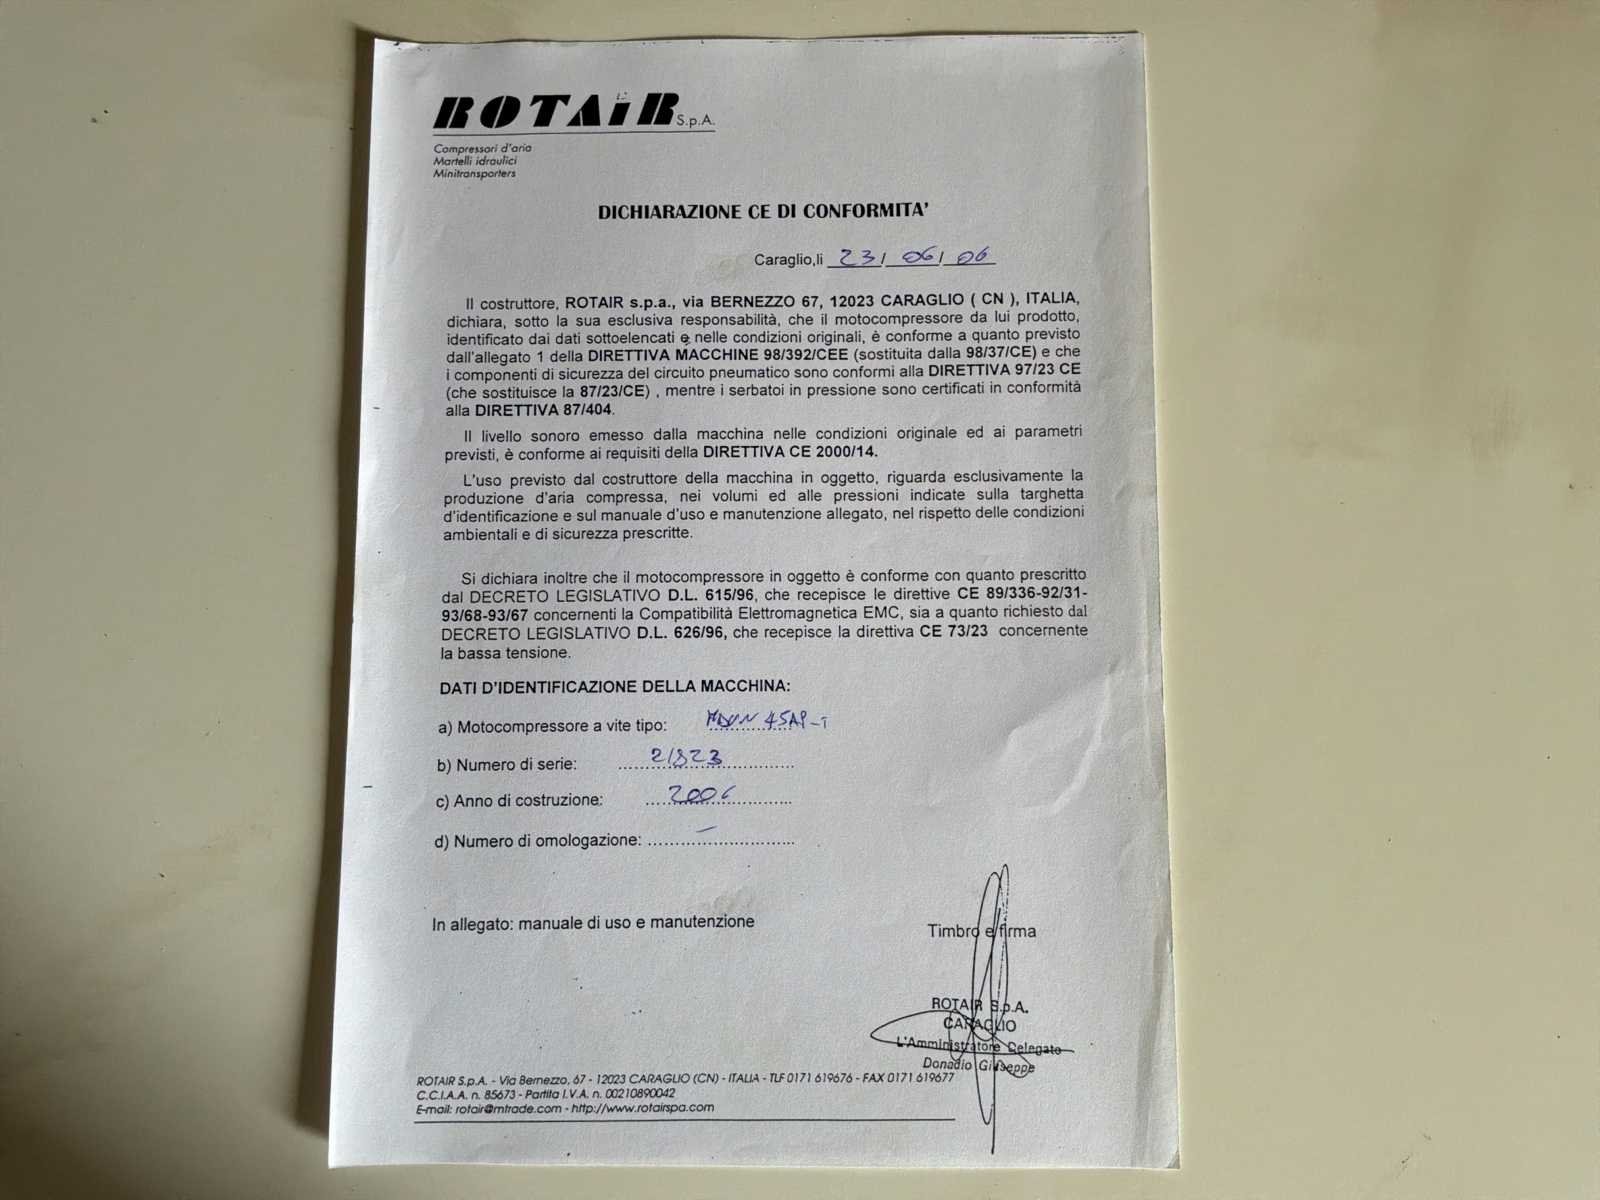 ROTAiR S.p.A.
Compressori d'aria
Martelli idraulici
Minitransporters
DICHIARAZIONE CE DI CONFORMITA'
Caraglio,li 23/ 06/ 06
Il costruttore, ROTAIR s.p.a., via BERNEZZO 67, 12023 CARAGLIO ( CN ), ITALIA,
dichiara, sotto la sua esclusiva responsabilità, che il motocompressore da lui prodotto,
identificato dai dati sottoelencati e nelle condizioni originali, è conforme a quanto previsto
dall'allegato 1 della DIRETTIVA MACCHINE 98/392/CEE (sostituita dalla 98/37/CE) e che
i componenti di sicurezza del circuito pneumatico sono conformi alla DIRETTIVA 97/23 CE
(che sostituisce la 87/23/CE) , mentre i serbatoi in pressione sono certificati in conformità
alla DIRETTIVA 87/404.
Il livello sonoro emesso dalla macchina nelle condizioni originale ed ai parametri
previsti, è conforme ai requisiti della DIRETTIVA CE 2000/14.
L'uso previsto dal costruttore della macchina in oggetto, riguarda esclusivamente la
produzione d'aria compressa, nei volumi ed alle pressioni indicate sulla targhetta
d'identificazione e sul manuale d'uso e manutenzione allegato, nel rispetto delle condizioni
ambientali e di sicurezza prescritte.
Si dichiara inoltre che il motocompressore in oggetto è conforme con quanto prescritto
dal DECRETO LEGISLATIVO D.L. 615/96, che recepisce le direttive CE 89/336-92/31-
93/68-93/67 concernenti la Compatibilità Elettromagnetica EMC, sia a quanto richiesto dal
DECRETO LEGISLATIVO D.L. 626/96, che recepisce la direttiva CE 73/23 concernente
la bassa tensione.
DATI D'IDENTIFICAZIONE DELLA MACCHINA:
a) Motocompressore a vite tipo: 45AP-T
b) Numero di serie: 21823
c) Anno di costruzione: 2006
d) Numero di omologazione: –
In allegato: manuale di uso e manutenzione
Timbro e firma
ROTAIR S.p.A.
CARAGLIO
L'Amministratore Delegato
Donadio Giuseppe
ROTAIR S.p.A. - Via Bernezzo, 67 - 12023 CARAGLIO (CN) - ITALIA - TLF 0171 619676 - FAX 0171 619677
C.C.I.A.A. n. 85673 - Partita I.V.A. n. 00210890042
E-mail: rotair@mtrade.com - http://www.rotairspa.com